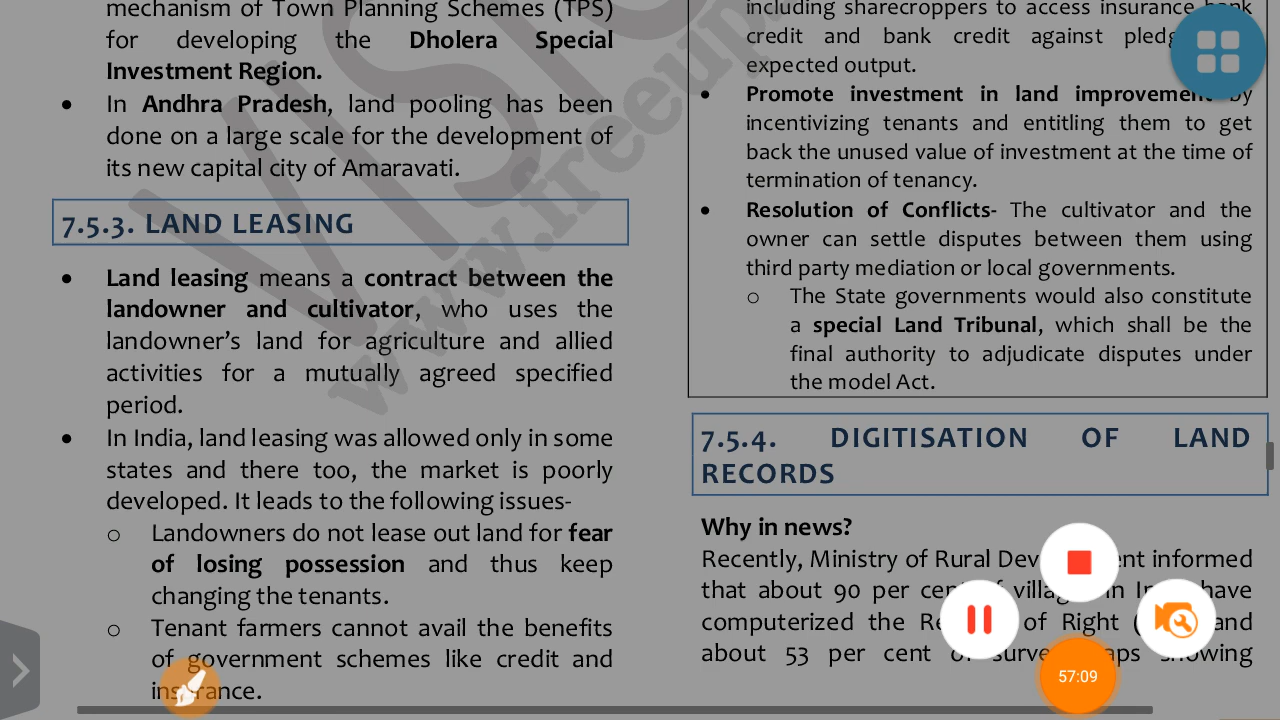 mechanism of Town Planning Schemes (TPS)
for developing the Dholera Special
Investment Region.
• In Andhra Pradesh, land pooling has been
done on a large scale for the development of
its new capital city of Amaravati.
7.5.3. LAND LEASING
• Land leasing means a contract between the
landowner and cultivator, who uses the
landowner's land for agriculture and allied
activities for a mutually agreed specified
period.
• In India, land leasing was allowed only in some
states and there too, the market is poorly
developed. It leads to the following issues-
o Landowners do not lease out land for fear
of losing possession and thus keep
changing the tenants.
o Tenant farmers cannot avail the benefits
of government schemes like credit and
including sharecroppers to access insurance bank
credit and bank credit against
expected output.
• Promote investment in land improvement by
incentivizing tenants and entitling them to get
back the unused value of investment at the time of
termination of tenancy.
• Resolution of Conflicts- The cultivator and the
owner can settle disputes between them using
third party mediation or local governments.
o The State governments would also constitute
a special Land Tribunal, which shall be the
final authority to adjudicate disputes under
the model Act.
7.5.4. DIGITISATION OF LAND
RECORDS
Why in news?
Recently, Ministry of Rural informed
that about 90 per in have
computerized the of Right and
about 53 per cent showing
57:09
VISI
www.freeup